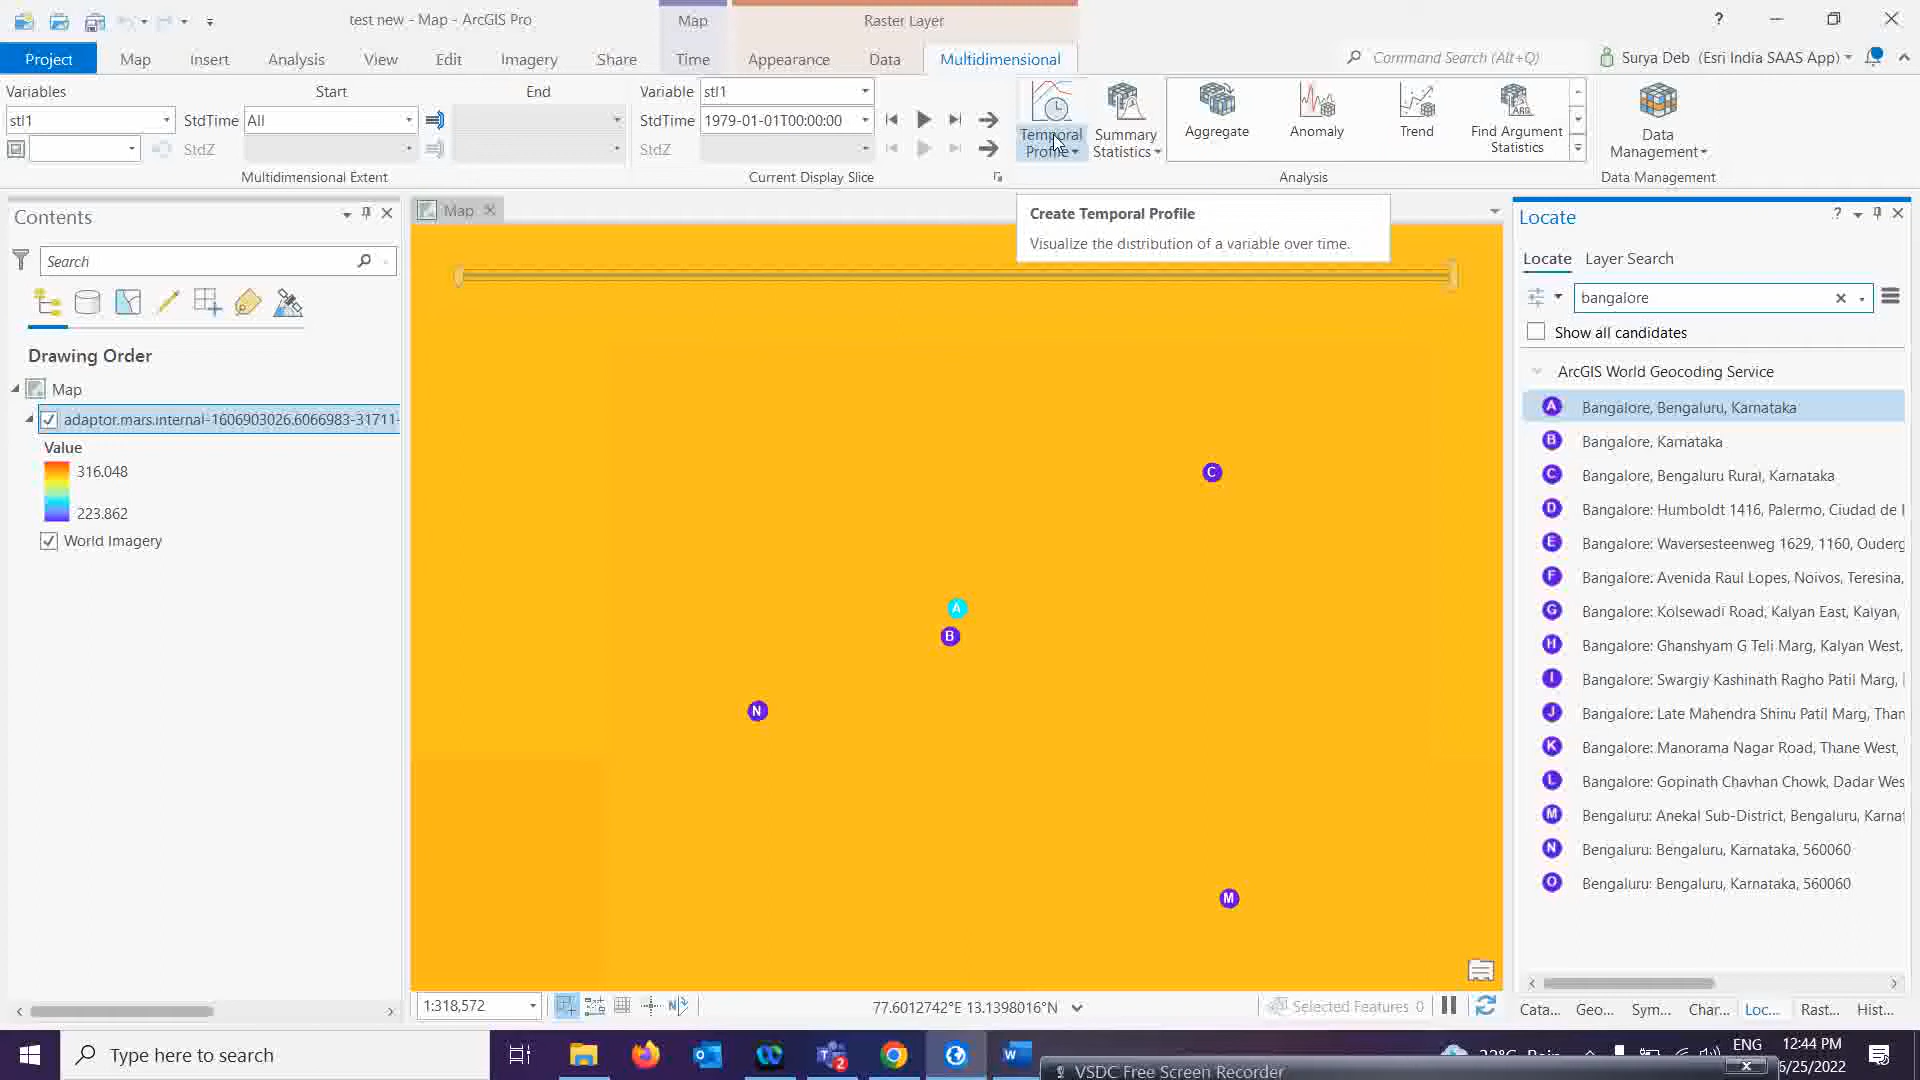 test new - Map - ArcGIS Pro
Map
Raster Layer
?
Project
Map
Insert
Analysis
View
Edit
Imagery
Share
Time
Appearance
Data
Multidimensional
Command Search (Alt+Q)
Surya Deb (Esri India SAAS App)
Variables
Start
End
Variable
stl1
stl1
StdTime
All
StdTime
1979-01-01T00:00:00
StdZ
StdZ
Multidimensional Extent
Current Display Slice
Temporal
Profile
Summary
Statistics
Aggregate
Anomaly
Trend
Find Argument
Statistics
Analysis
Data
Management
Data Management
Create Temporal Profile
Visualize the distribution of a variable over time.
Contents
Search
Drawing Order
Map
adaptor.mars.internal-1606903026.6066983-31711-
Value
316.048
223.862
World Imagery
Map
C
A
B
N
M
Locate
?
Locate
Layer Search
bangalore
Show all candidates
ArcGIS World Geocoding Service
A Bangalore, Bengaluru, Karnataka
B Bangalore, Karnataka
C Bangalore, Bengaluru Rural, Karnataka
D Bangalore: Humboldt 1416, Palermo, Ciudad de
E Bangalore: Waversesteenweg 1629, 1160, Ouderg
F Bangalore: Avenida Raul Lopes, Noivos, Teresina,
G Bangalore: Kolsewadi Road, Kalyan East, Kalyan,
H Bangalore: Ghanshyam G Teli Marg, Kalyan West,
I Bangalore: Swargiy Kashinath Ragho Patil Marg,
J Bangalore: Late Mahendra Shinu Patil Marg, Than
K Bangalore: Manorama Nagar Road, Thane West,
L Bangalore: Gopinath Chavhan Chowk, Dadar Wes
M Bengaluru: Anekal Sub-District, Bengaluru, Karnat
N Bengaluru: Bengaluru, Karnataka, 560060
O Bengaluru: Bengaluru, Karnataka, 560060
1:318,572
77.6012742°E 13.1398016°N
Selected Features: 0
Cata...
Geo...
Sym...
Char...
Loc...
Rast...
Hist...
Type here to search
2
ENG
12:44 PM
6/25/2022
VSDC Free Screen Recorder